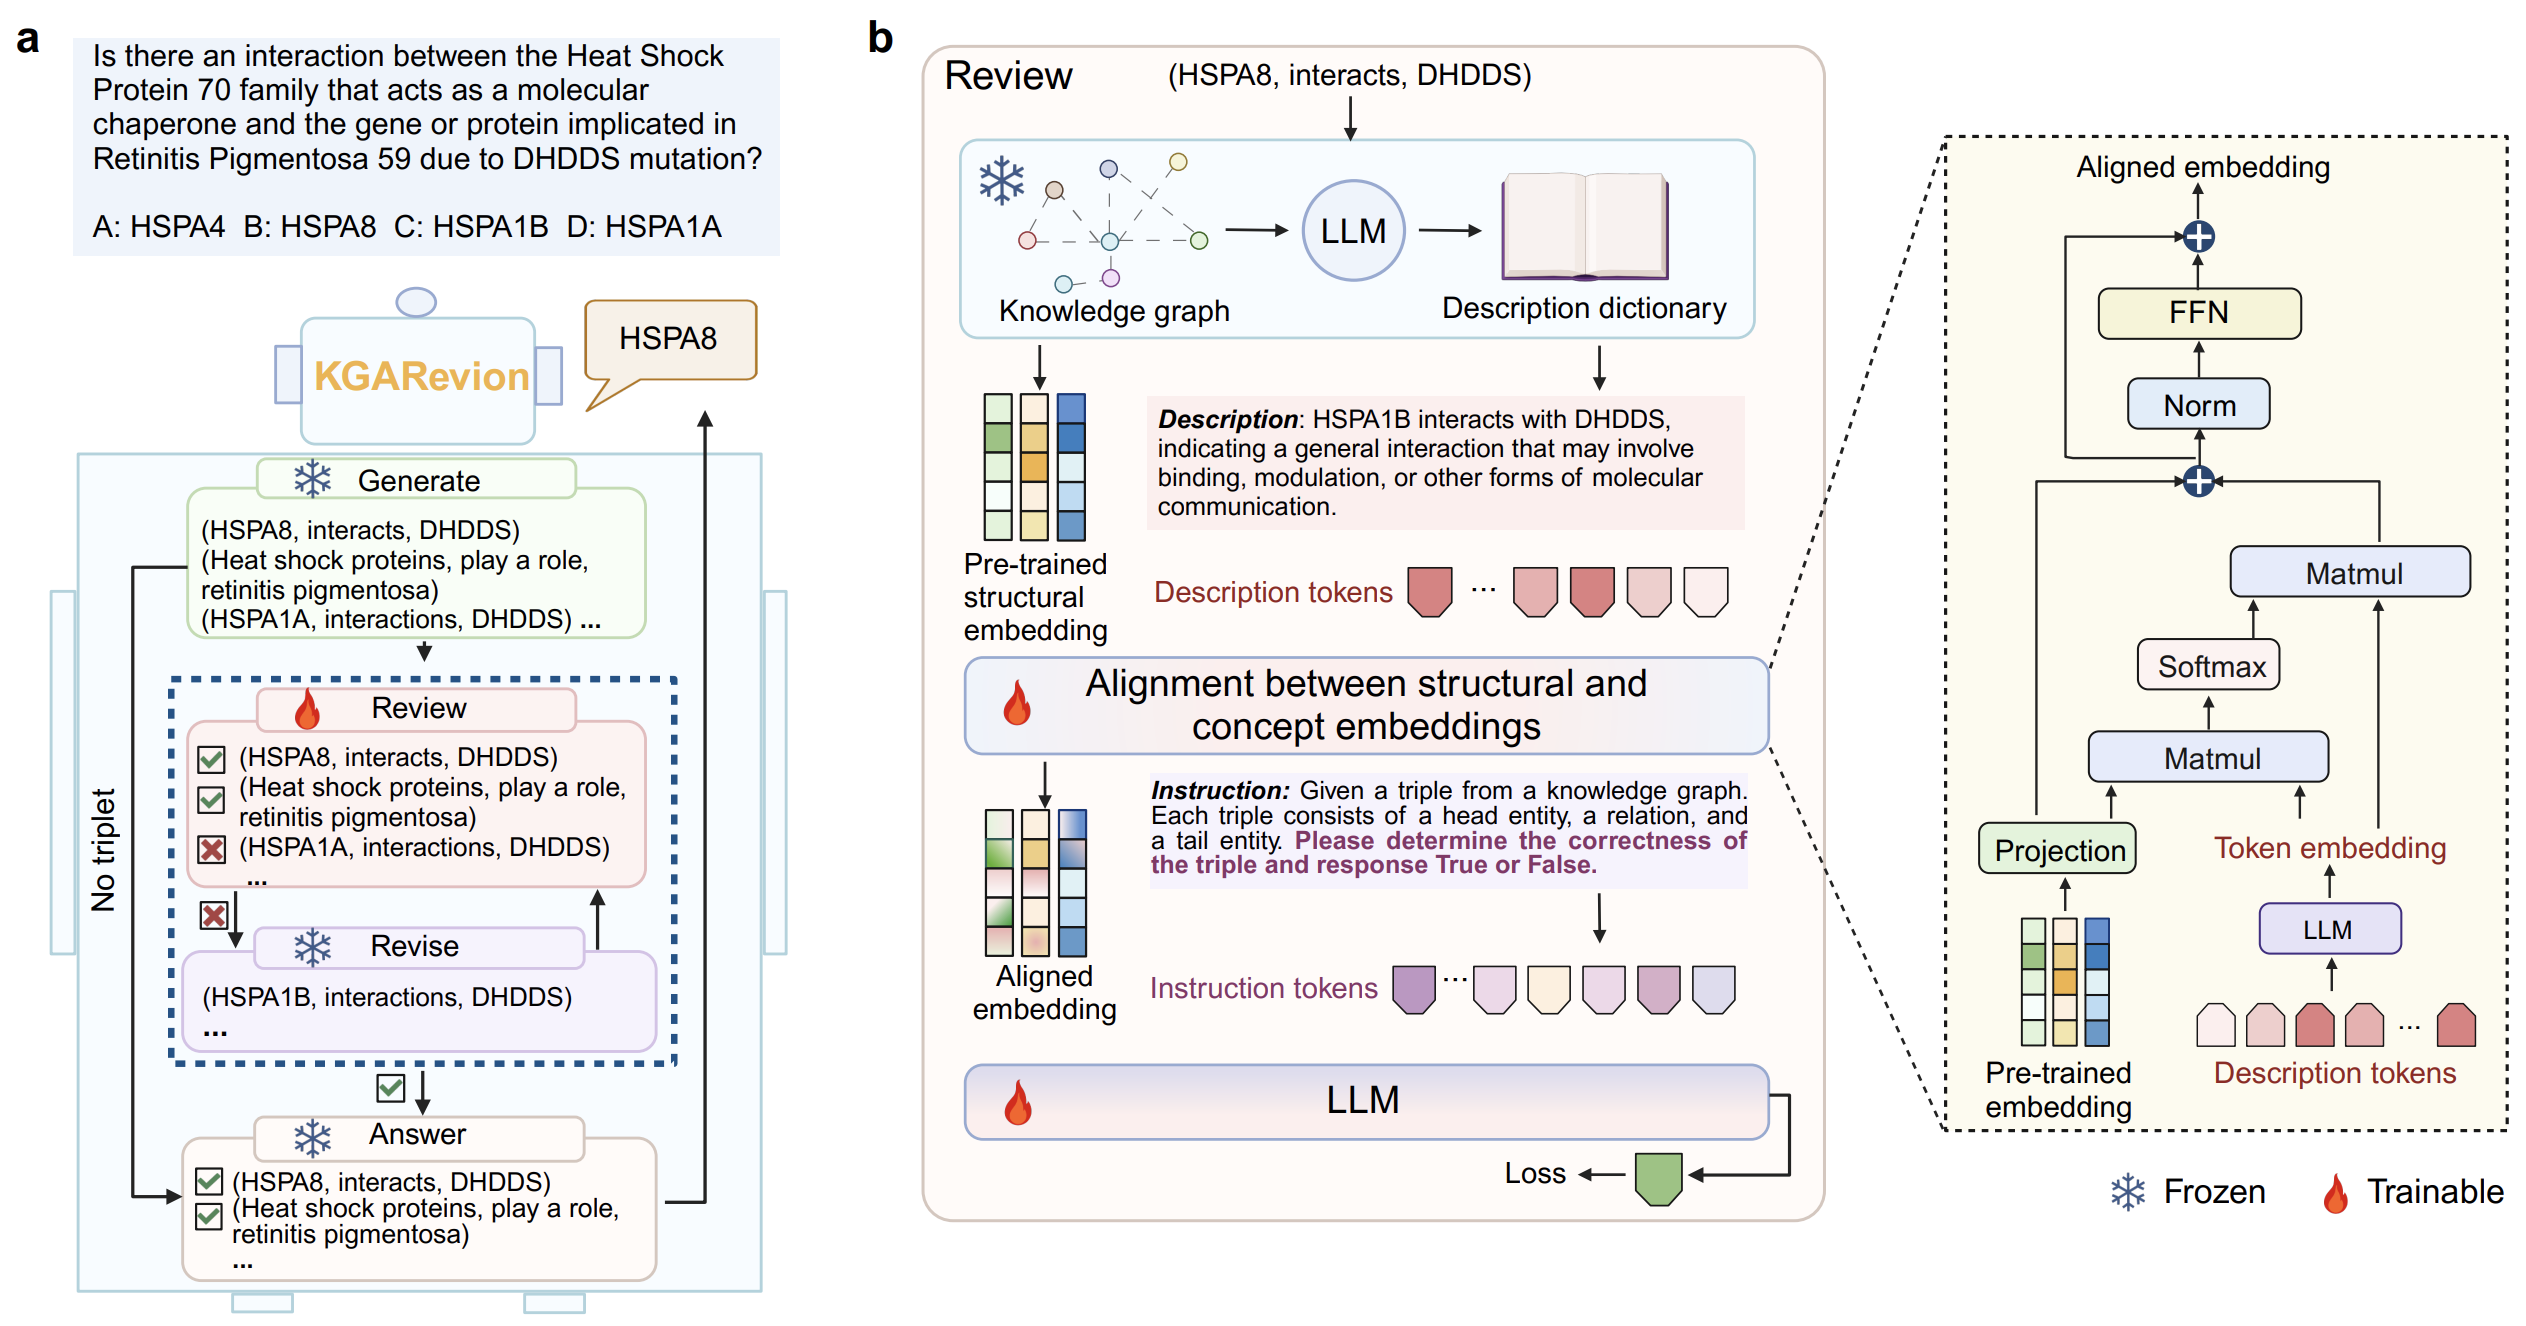 a
Is there an interaction between the Heat Shock
Protein 70 family that acts as a molecular
chaperone and the gene or protein implicated in
Retinitis Pigmentosa 59 due to DHDDS mutation?
A: HSPA4 B: HSPA8 C: HSPA1B D: HSPA1A
KGARevion
HSPA8
Generate
(HSPA8, interacts, DHDDS)
(Heat shock proteins, play a role,
retinitis pigmentosa)
(HSPA1A, interactions, DHDDS) ...
No triplet
Review
(HSPA8, interacts, DHDDS)
(Heat shock proteins, play a role,
retinitis pigmentosa)
(HSPA1A, interactions, DHDDS)
...
Revise
(HSPA1B, interactions, DHDDS)
...
Answer
(HSPA8, interacts, DHDDS)
(Heat shock proteins, play a role,
retinitis pigmentosa)
...
b
Review
(HSPA8, interacts, DHDDS)
LLM
Knowledge graph
Description dictionary
Description: HSPA1B interacts with DHDDS,
indicating a general interaction that may involve
binding, modulation, or other forms of molecular
communication.
Pre-trained
structural
embedding
Description tokens ...
Alignment between structural and
concept embeddings
Instruction: Given a triple from a knowledge graph.
Each triple consists of a head entity, a relation, and
a tail entity. Please determine the correctness of
the triple and response True or False.
Aligned
embedding
Instruction tokens ...
LLM
Loss
Aligned embedding
FFN
Norm
Matmul
Softmax
Matmul
Projection
Token embedding
LLM
...
Pre-trained
embedding
Description tokens
Frozen
Trainable